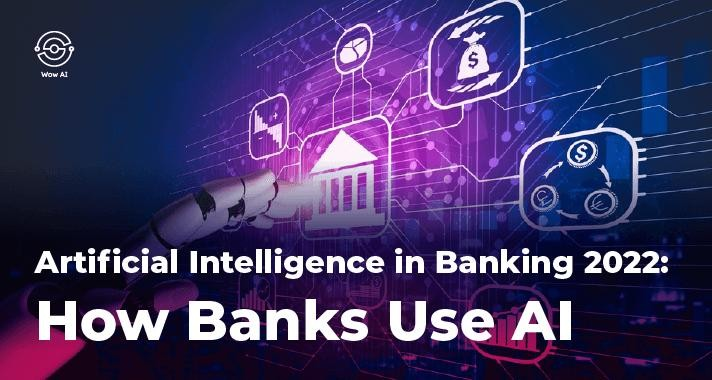 Wow AI
$
$
€
€
Artificial Intelligence in Banking 2022:
How Banks Use AI